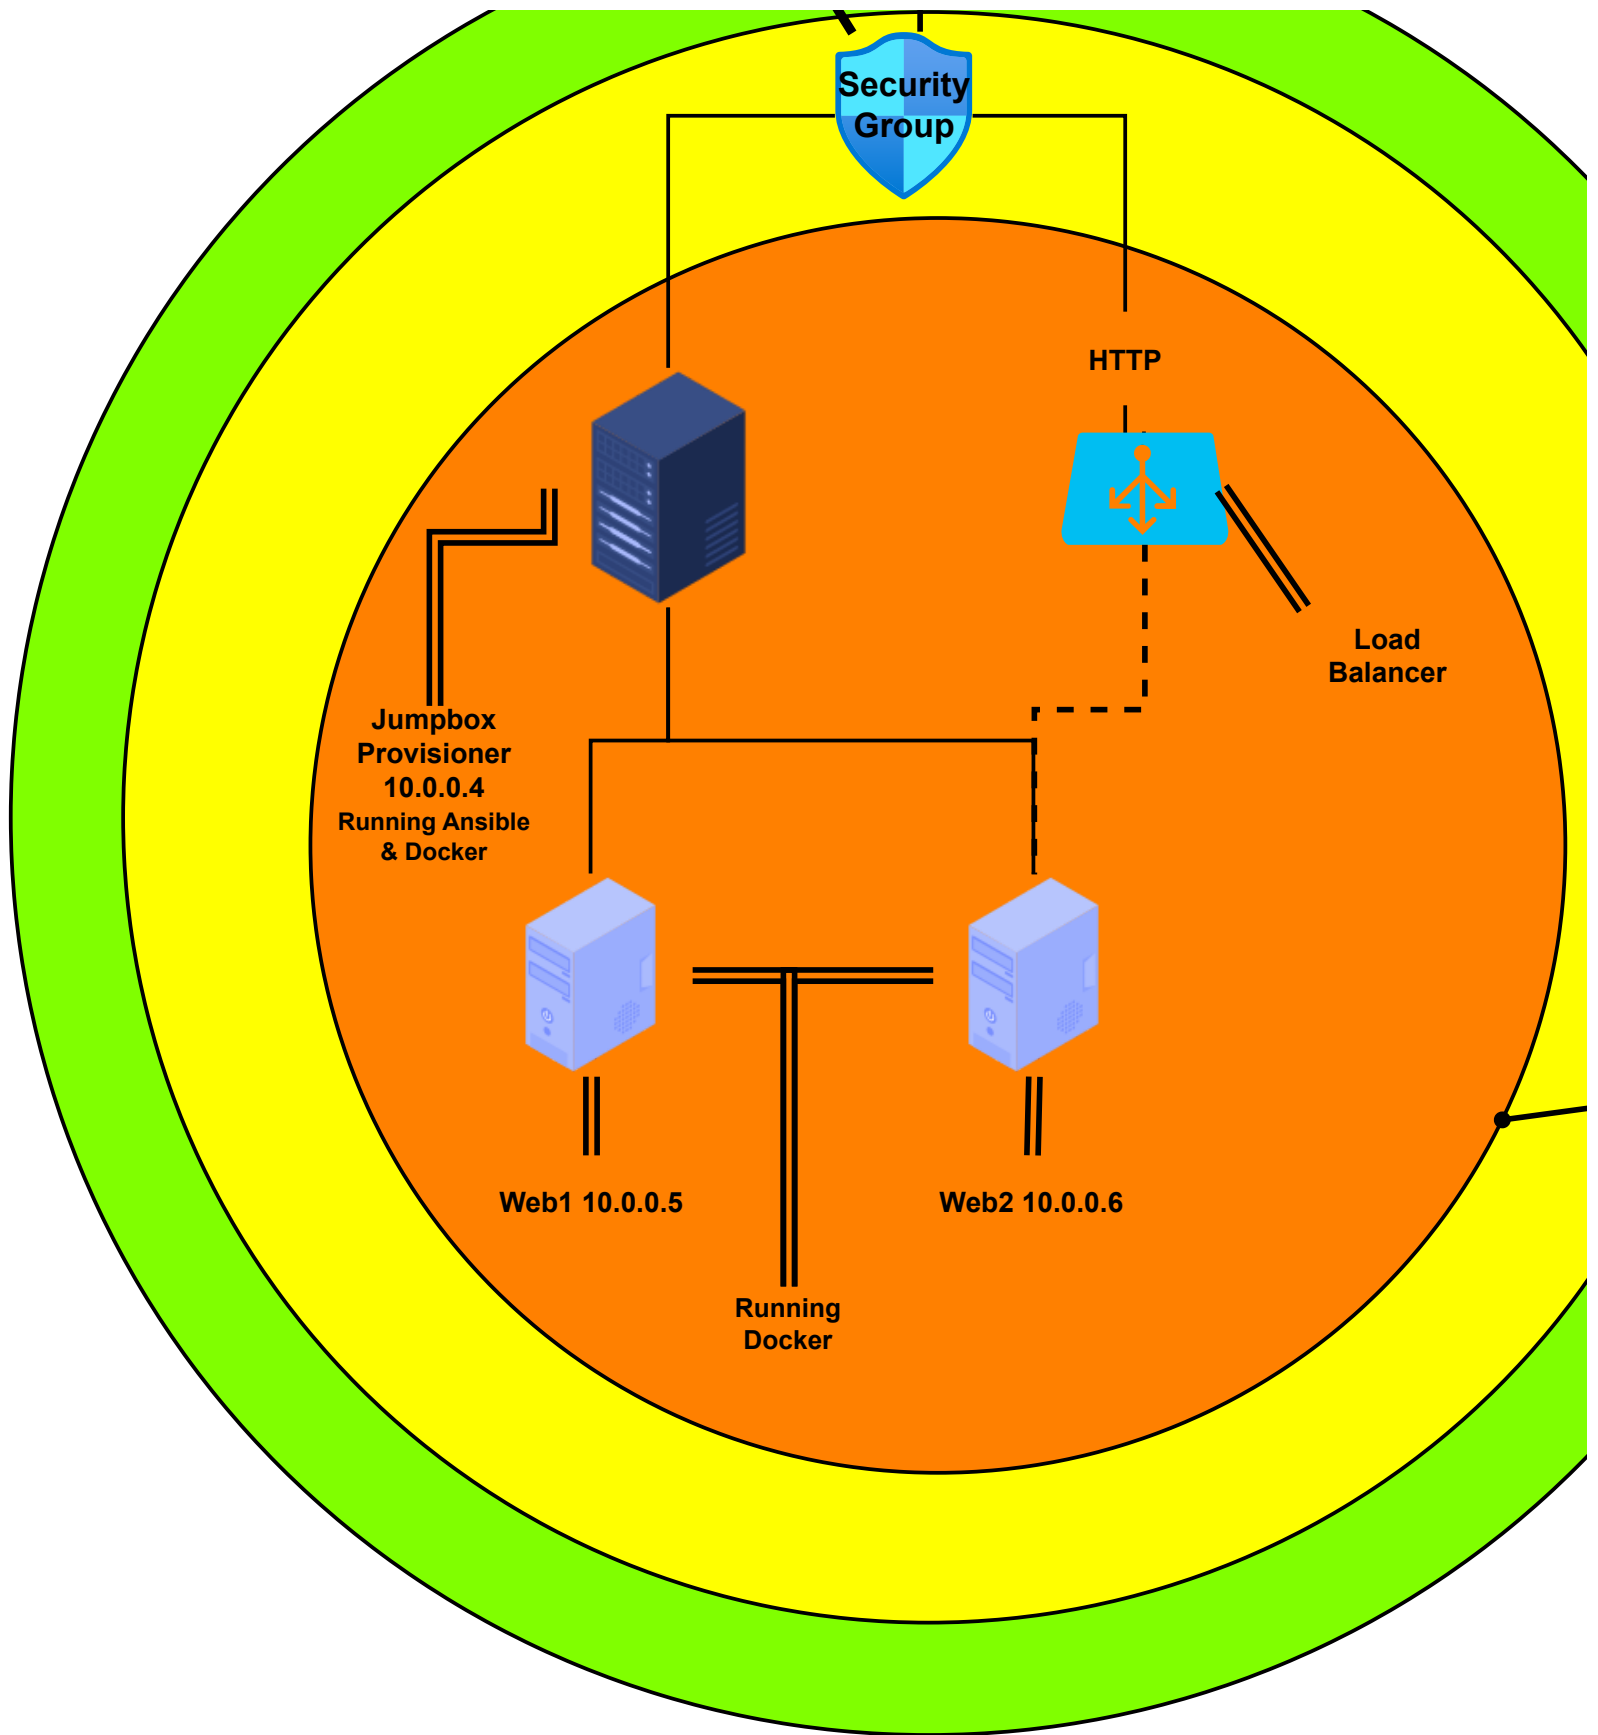 Security
Group
HTTP
Load
Balancer
Jumpbox
Provisioner
10.0.0.4
Running Ansible
& Docker
Web1 10.0.0.5
Web2 10.0.0.6
Running
Docker